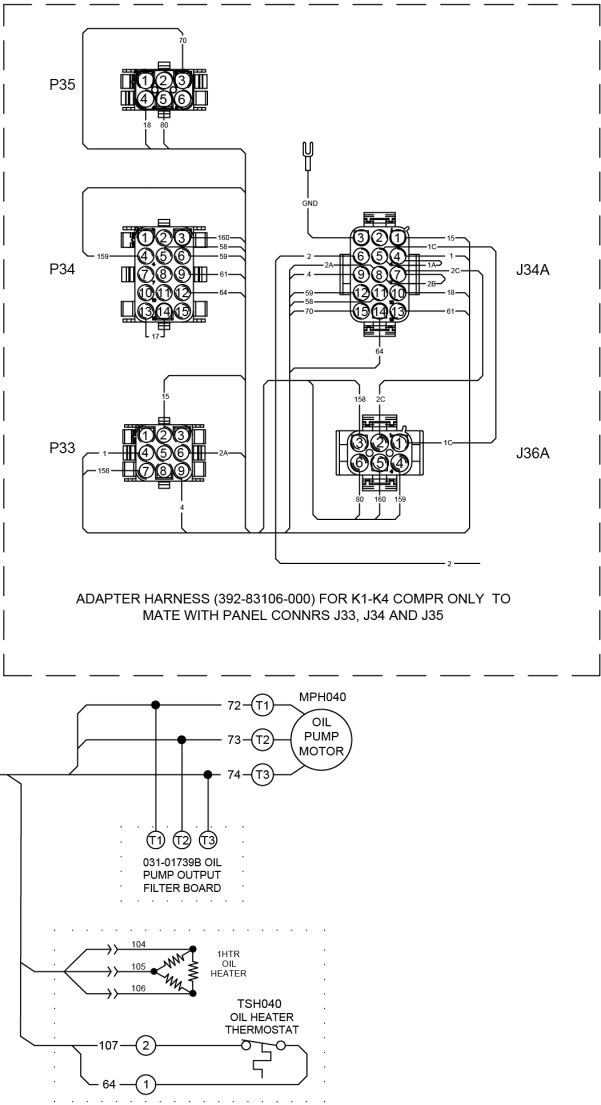 70
P35
1 2 3
4 5 6
18 80
GND
P34
1 2 3
4 5 6
7 8 9
10 11 12
13 14 15
159
160
58
59
61
64
17
J34A
3 2 1
6 5 4
9 8 7
12 11 10
15 14 13
2
2A
4
59
58
70
15
1C
1
1A
2C
2B
18
61
64
15
P33
1 2 3
4 5 6
7 8 9
1
158
2A
4
J36A
158 2C
3 2 1
6 5 4
1C
80 160 159
2
ADAPTER HARNESS (392-83106-000) FOR K1-K4 COMPR ONLY TO
MATE WITH PANEL CONNRS J33, J34 AND J35
MPH040
72 T1
73 T2
74 T3
OIL
PUMP
MOTOR
T1 T2 T3
031-01739B OIL
PUMP OUTPUT
FILTER BOARD
104
105
106
1HTR
OIL
HEATER
TSH040
OIL HEATER
THERMOSTAT
107 2
64 1